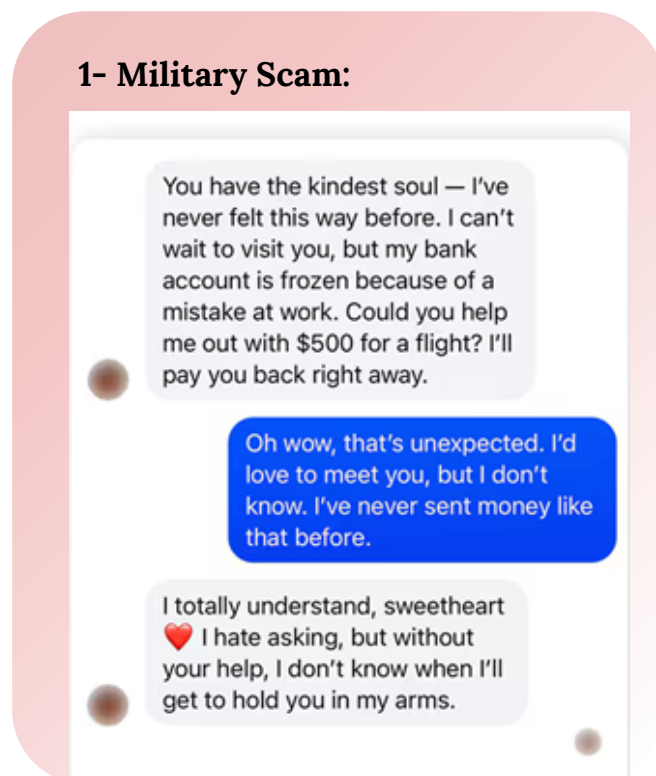 1- Military Scam:
You have the kindest soul — I've
never felt this way before. I can't
wait to visit you, but my bank
account is frozen because of a
mistake at work. Could you help
me out with $500 for a flight? I'll
pay you back right away.
Oh wow, that's unexpected. I'd
love to meet you, but I don't
know. I've never sent money like
that before.
I totally understand, sweetheart
❤️ I hate asking, but without
your help, I don't know when I'll
get to hold you in my arms.